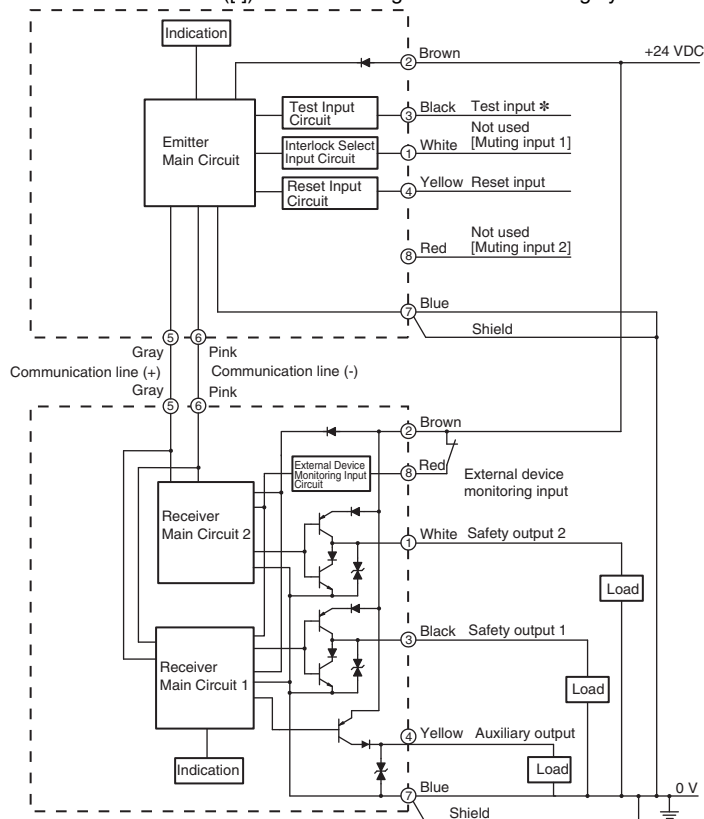 Indication
Brown
+24 VDC
2
Test Input
Circuit
3
Black
Test input *
Not used
[Muting input 1]
Emitter
Main Circuit
Interlock Select
Input Circuit
1
White
Reset Input
Circuit
4
Yellow
Reset input
Not used
[Muting input 2]
8
Red
Blue
7
Shield
5
6
Gray
Pink
Communication line (+)
Communication line (-)
Gray
Pink
5
6
Brown
2
External Device
Monitoring Input
Circuit
8
Red
External device
monitoring input
Receiver
Main Circuit 2
1
White
Safety output 2
Load
3
Black
Safety output 1
Receiver
Main Circuit 1
Load
4
Yellow
Auxiliary output
Indication
Load
Blue
0 V
7
Shield